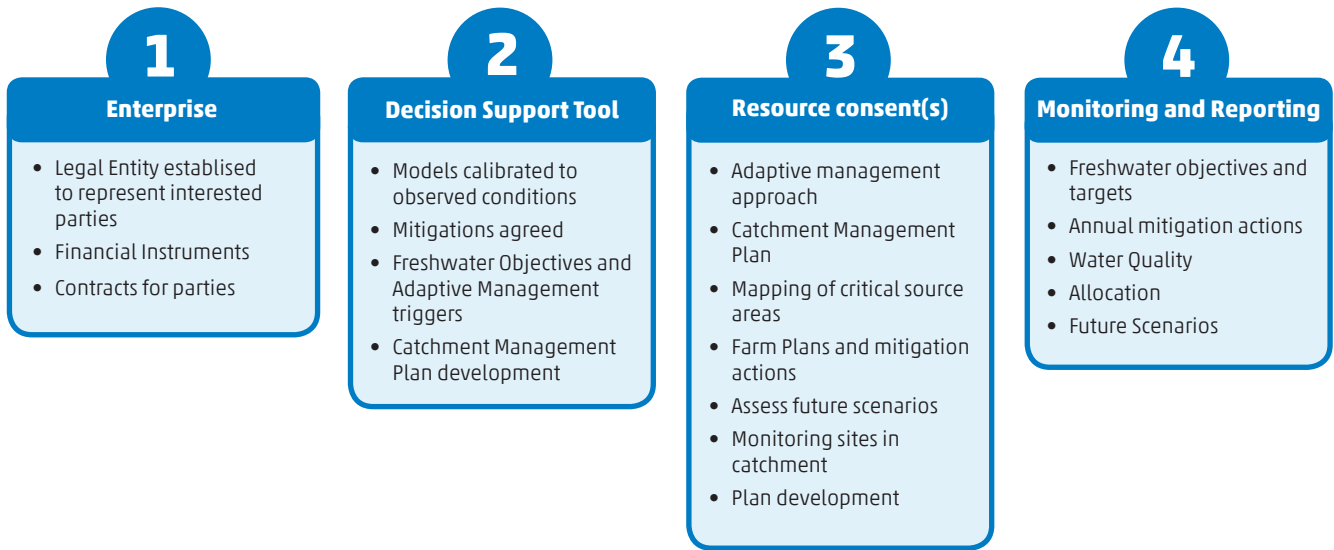 1
Enterprise
• Legal Entity establised
to represent interested
parties
• Financial Instruments
• Contracts for parties
2
Decision Support Tool
• Models calibrated to
observed conditions
• Mitigations agreed
• Freshwater Objectives and
Adaptive Management
triggers
• Catchment Management
Plan development
3
Resource consent(s)
• Adaptive management
approach
• Catchment Management
Plan
• Mapping of critical source
areas
• Farm Plans and mitigation
actions
• Assess future scenarios
• Monitoring sites in
catchment
• Plan development
4
Monitoring and Reporting
• Freshwater objectives and
targets
• Annual mitigation actions
• Water Quality
• Allocation
• Future Scenarios